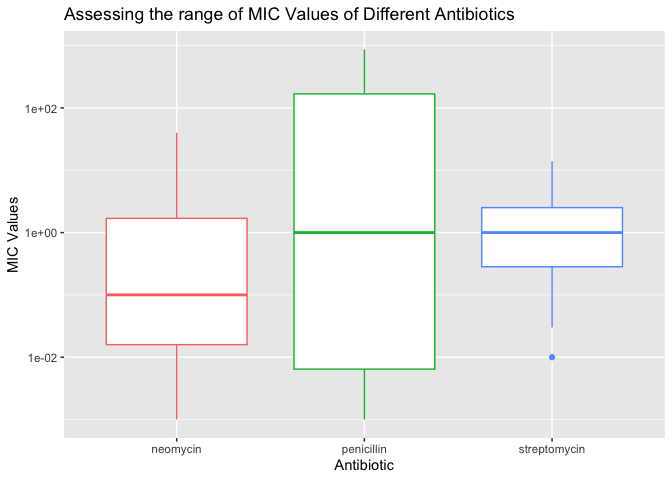 Assessing the range of MIC Values of Different Antibiotics
MIC Values
1e+02
1e+00
1e-02
neomycin
penicillin
streptomycin
Antibiotic